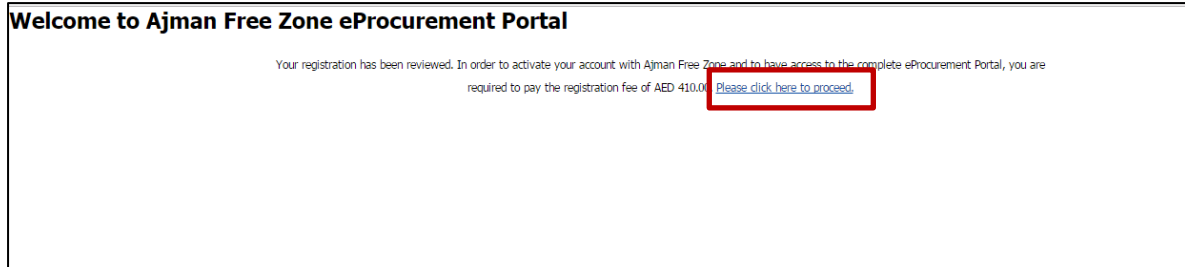 Welcome to Ajman Free Zone eProcurement Portal
Your registration has been reviewed. In order to activate your account with Ajman Free Zone and to have access to the complete eProcurement Portal, you are
required to pay the registration fee of AED 410.00. Please click here to proceed.